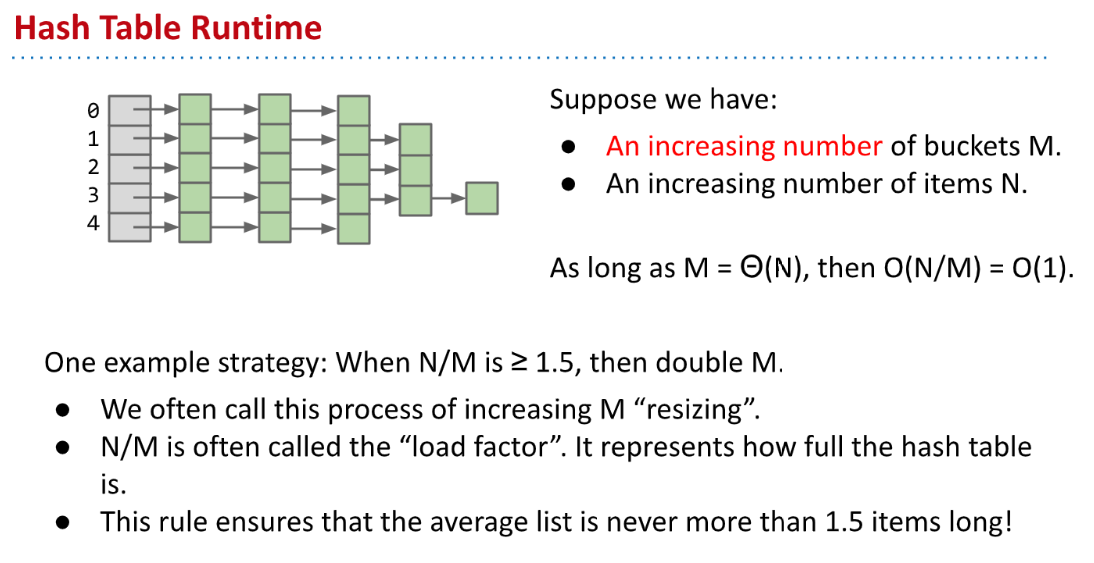 Hash Table Runtime
0
1
2
3
4
Suppose we have:
● An increasing number of buckets M.
● An increasing number of items N.
As long as M = Θ(N), then O(N/M) = O(1).
One example strategy: When N/M is ≥ 1.5, then double M.
● We often call this process of increasing M “resizing”.
● N/M is often called the “load factor”. It represents how full the hash table
is.
● This rule ensures that the average list is never more than 1.5 items long!